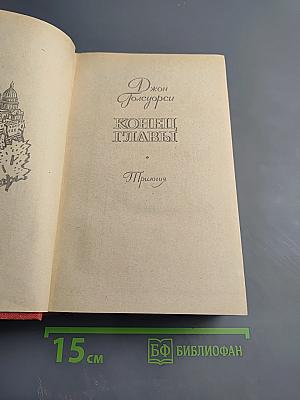 Джон
Голсуорси
КОНЕЦ
ГЛАВЫ
Трилогия
15 см
БФ БИБЛИОФАН